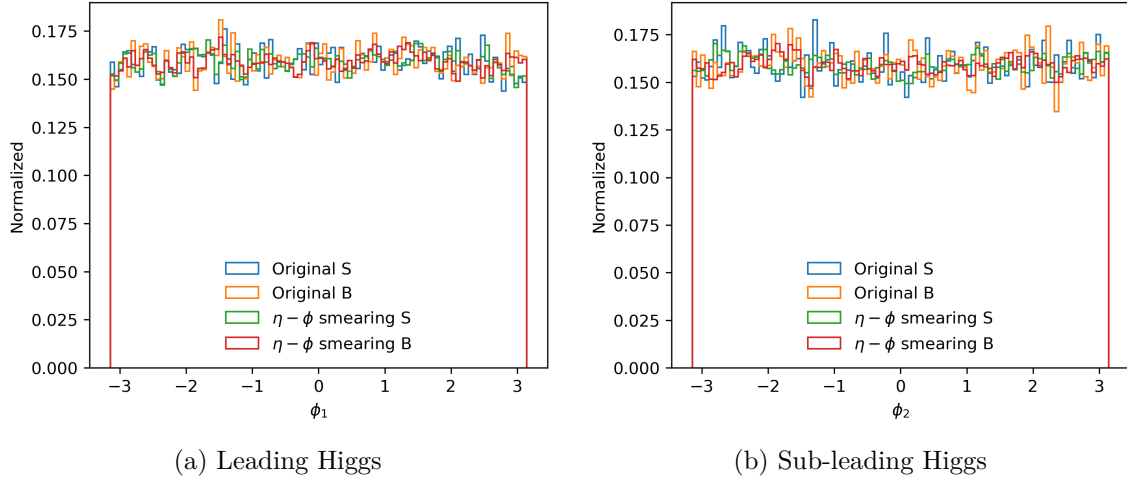 0.175
0.150
0.125
0.100
0.075
0.050
0.025
0.000
Normalized
Original S
Original B
η − ϕ smearing S
η − ϕ smearing B
−3 −2 −1 0 1 2 3
ϕ1
(a) Leading Higgs
0.175
0.150
0.125
0.100
0.075
0.050
0.025
0.000
Normalized
Original S
Original B
η − ϕ smearing S
η − ϕ smearing B
−3 −2 −1 0 1 2 3
ϕ2
(b) Sub-leading Higgs